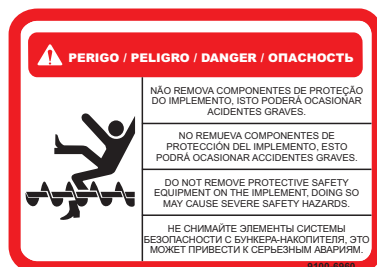 PERIGO / PELIGRO / DANGER / ОПАСНОСТЬ
NÃO REMOVA COMPONENTES DE PROTEÇÃO
DO IMPLEMENTO, ISTO PODERÁ OCASIONAR
ACIDENTES GRAVES.
NO REMUEVA COMPONENTES DE
PROTECCIÓN DEL IMPLEMENTO, ESTO
PODRÁ OCASIONAR ACCIDENTES GRAVES.
DO NOT REMOVE PROTECTIVE SAFETY
EQUIPMENT ON THE IMPLEMENT, DOING SO
MAY CAUSE SEVERE SAFETY HAZARDS.
НЕ СНИМАЙТЕ ЭЛЕМЕНТЫ СИСТЕМЫ
БЕЗОПАСНОСТИ С БУНКЕРА-НАКОПИТЕЛЯ, ЭТО
МОЖЕТ ПРИВЕСТИ К СЕРЬЕЗНЫМ АВАРИЯМ.